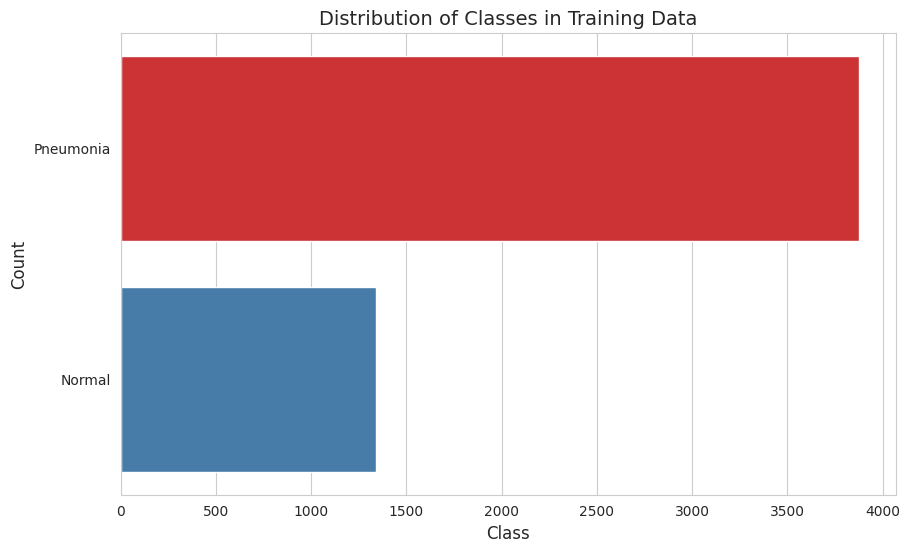 Distribution of Classes in Training Data
Pneumonia
Count
Normal
0 500 1000 1500 2000 2500 3000 3500 4000
Class